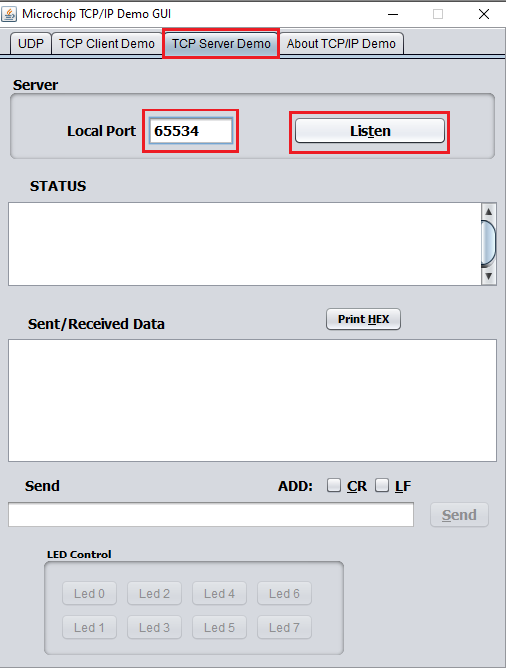 Microchip TCP/IP Demo GUI
UDP TCP Client Demo TCP Server Demo About TCP/IP Demo
Server
Local Port 65534 Listen
STATUS
Sent/Received Data Print HEX
Send ADD: CR LF
Send
LED Control
Led 0 Led 2 Led 4 Led 6
Led 1 Led 3 Led 5 Led 7